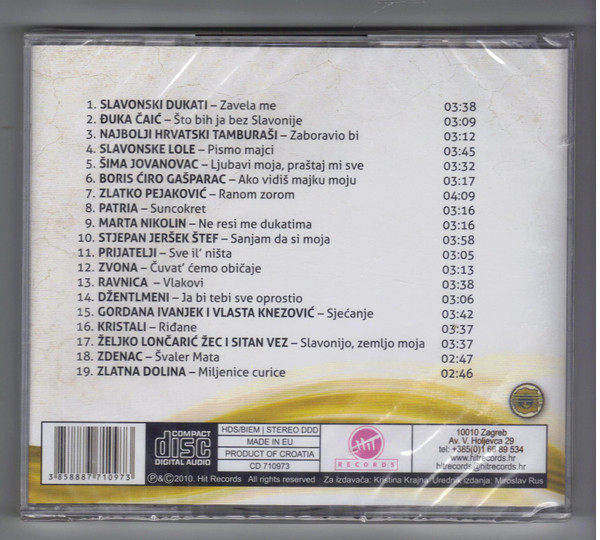 1. SLAVONSKI DUKATI – Zavela me 03:38
2. ĐUKA ČAIĆ – Što bih ja bez Slavonije 03:09
3. NAJBOLJI HRVATSKI TAMBURAŠI – Zaboravio bi 03:12
4. SLAVONSKE LOLE – Pismo majci 03:45
5. ŠIMA JOVANOVAC – Ljubavi moja, praštaj mi sve 03:32
6. BORIS ĆIRO GAŠPARAC – Ako vidiš majku moju 03:17
7. ZLATKO PEJAKOVIĆ – Ranom zorom 04:09
8. PATRIA – Suncokret 03:16
9. MARTA NIKOLIN – Ne resi me dukatima 03:16
10. STJEPAN JERŠEK ŠTEF – Sanjam da si moja 03:58
11. PRIJATELJI – Sve il' ništa 03:05
12. ZVONA – Čuvat' ćemo običaje 03:13
13. RAVNICA – Vlakovi 03:38
14. DŽENTLMENI – Ja bi tebi sve oprostio 03:06
15. GORDANA IVANJEK I VLASTA KNEZOVIĆ – Sjećanje 03:42
16. KRISTALI – Riđane 03:37
17. ŽELJKO LONČARIĆ ŽEC I SITAN VEZ – Slavonijo, zemljo moja 03:37
18. ZDENAC – Švaler Mata 02:47
19. ZLATNA DOLINA – Miljenice curice 02:46
3 858887 710973
COMPACT
disc
DIGITAL AUDIO
HDS/BIEM | STEREO DDD
MADE IN EU
PRODUCT OF CROATIA
CD 710973
HIT
RECORDS
10010 Zagreb
Av. V. Holjevca 29
tel: +385(0)1 66 89 534
www.hitrecords.hr
hitrecords@hitrecords.hr
℗&©2010. Hit Records All rights reserved Za Izdavača: Kristina Krajna Urednik izdanja: Miroslav Rus